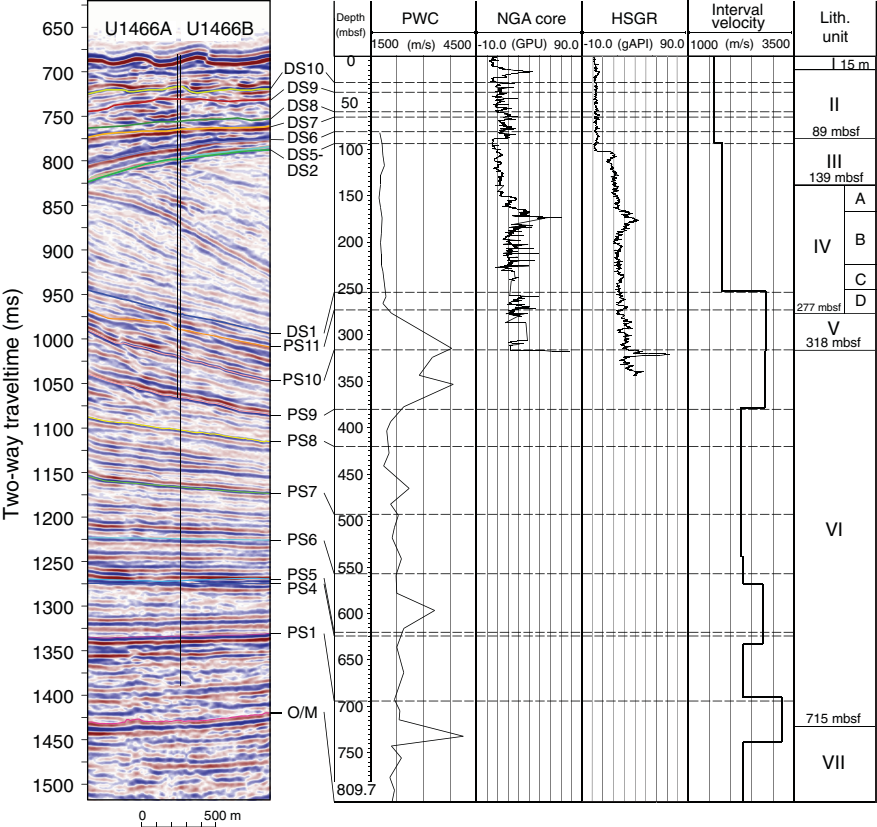 U1466A U1466B
Two-way traveltime (ms)
650
700
750
800
850
900
950
1000
1050
1100
1150
1200
1250
1300
1350
1400
1450
1500
0 500 m
DS10
DS9
DS8
DS7
DS6
DS5-
DS2
DS1
PS11
PS10
PS9
PS8
PS7
PS6
PS5
PS4
PS1
O/M
Depth
(mbsf)
0
50
100
150
200
250
300
350
400
450
500
550
600
650
700
750
809.7
PWC
1500 (m/s) 4500
NGA core
-10.0 (GPU) 90.0
HSGR
-10.0 (gAPI) 90.0
Interval
velocity
1000 (m/s) 3500
Lith.
unit
I 15 m
II
89 mbsf
III
139 mbsf
A
B
IV
C
D
277 mbsf
V
318 mbsf
VI
715 mbsf
VII